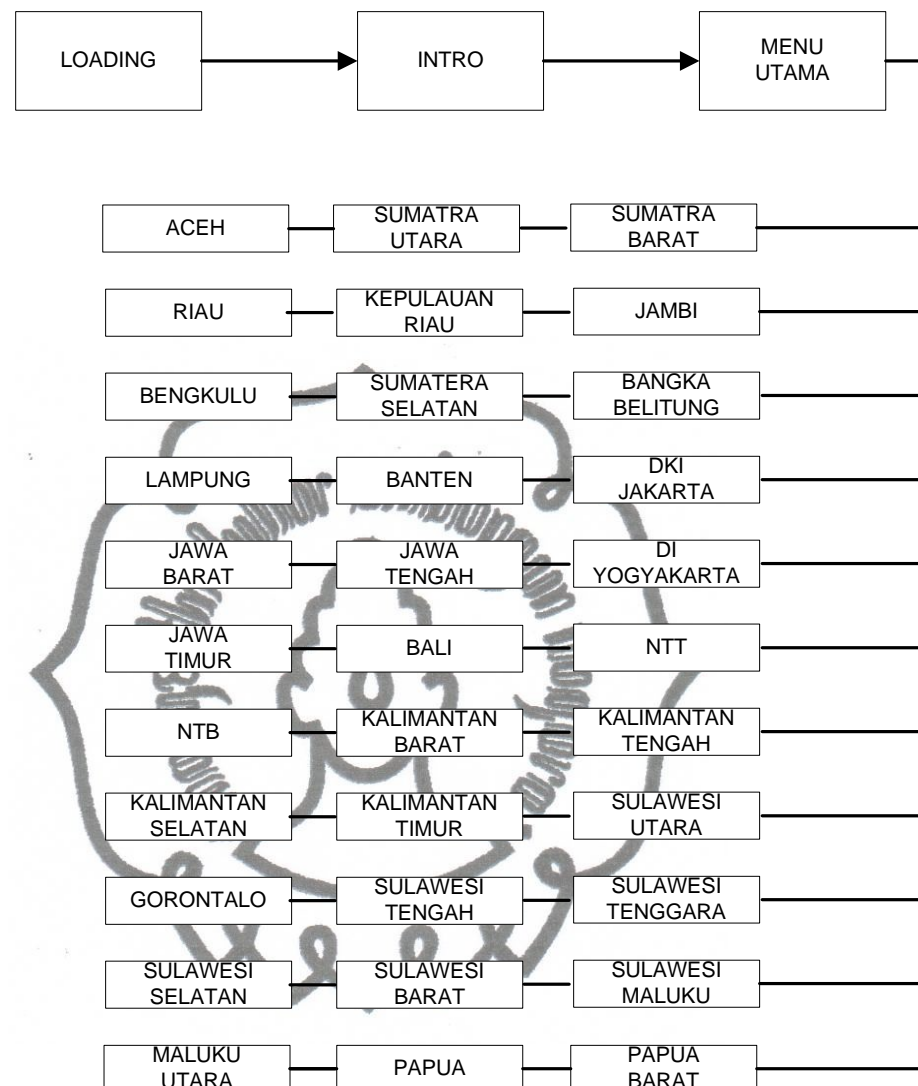 LOADING
INTRO
MENU
UTAMA
ACEH
SUMATRA
UTARA
SUMATRA
BARAT
RIAU
KEPULAUAN
RIAU
JAMBI
BENGKULU
SUMATERA
SELATAN
BANGKA
BELITUNG
LAMPUNG
BANTEN
DKI
JAKARTA
JAWA
BARAT
JAWA
TENGAH
DI
YOGYAKARTA
JAWA
TIMUR
BALI
NTT
NTB
KALIMANTAN
BARAT
KALIMANTAN
TENGAH
KALIMANTAN
SELATAN
KALIMANTAN
TIMUR
SULAWESI
UTARA
GORONTALO
SULAWESI
TENGAH
SULAWESI
TENGGARA
SULAWESI
SELATAN
SULAWESI
BARAT
SULAWESI
MALUKU
MALUKU
UTARA
PAPUA
PAPUA
BARAT